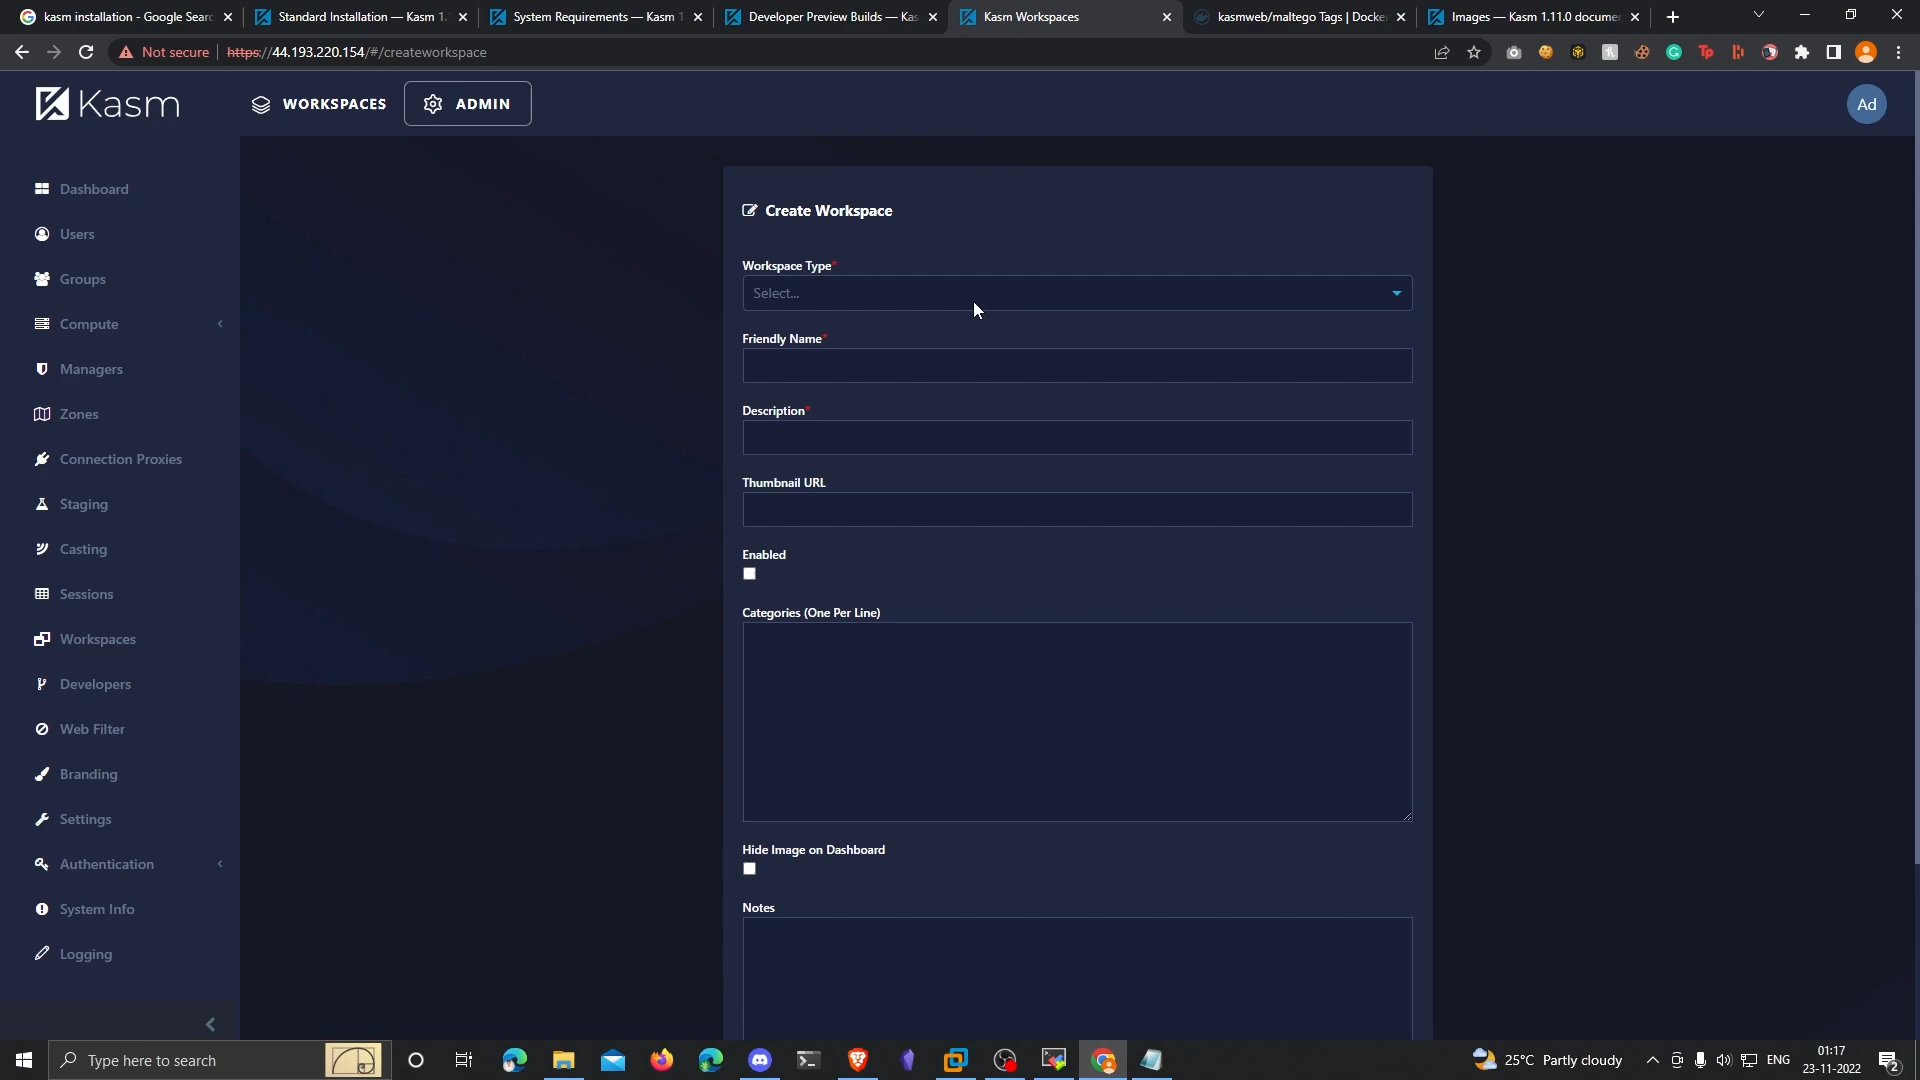 kasm installation - Google Searc
Standard Installation — Kasm 1.
System Requirements — Kasm 1
Developer Preview Builds — Kas
Kasm Workspaces
kasmweb/maltego Tags | Docke
Images — Kasm 1.11.0 documen
Not secure
https://44.193.220.154/#/createworkspace
Kasm
WORKSPACES
ADMIN
Ad
Dashboard
Users
Groups
Compute
Managers
Zones
Connection Proxies
Staging
Casting
Sessions
Workspaces
Developers
Web Filter
Branding
Settings
Authentication
System Info
Logging
Create Workspace
Workspace Type*
Select...
Friendly Name*
Description*
Thumbnail URL
Enabled
Categories (One Per Line)
Hide Image on Dashboard
Notes
Type here to search
25°C Partly cloudy
ENG
01:17
23-11-2022
2